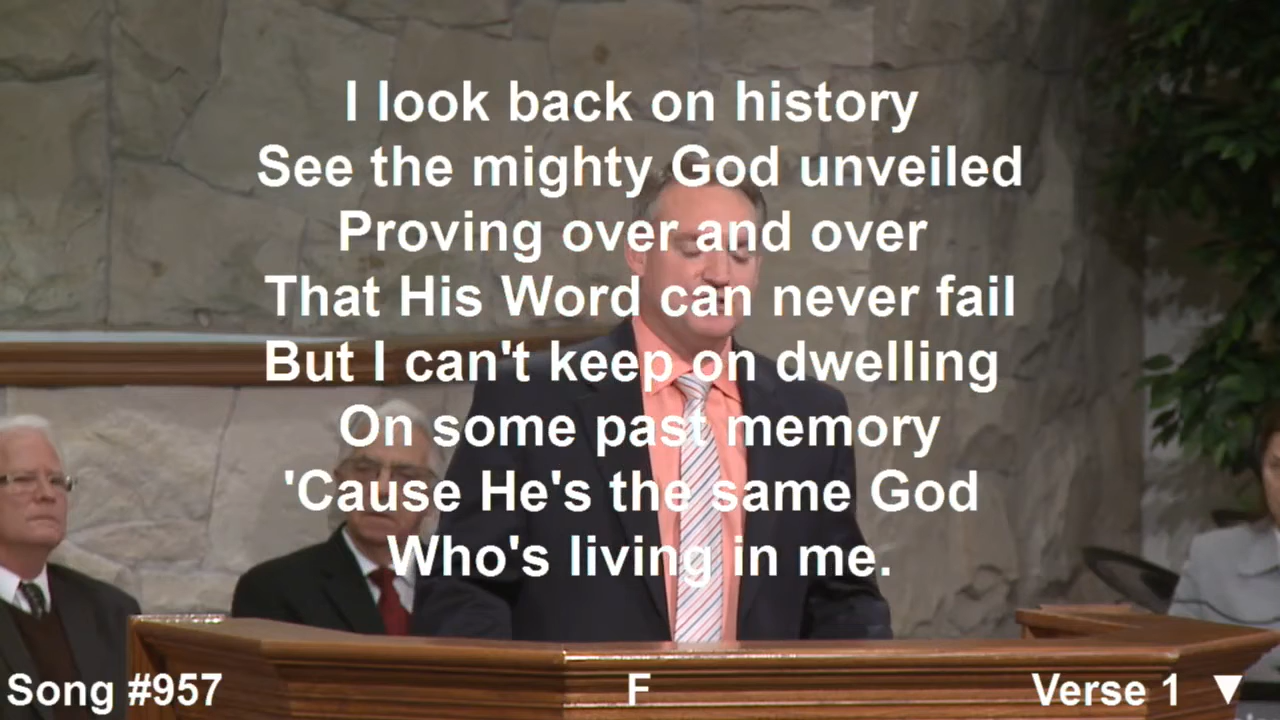 I look back on history
See the mighty God unveiled
Proving over and over
That His Word can never fail
But I can't keep on dwelling
On some past memory
'Cause He's the same God
Who's living in me.
Song #957 F Verse 1 ▼